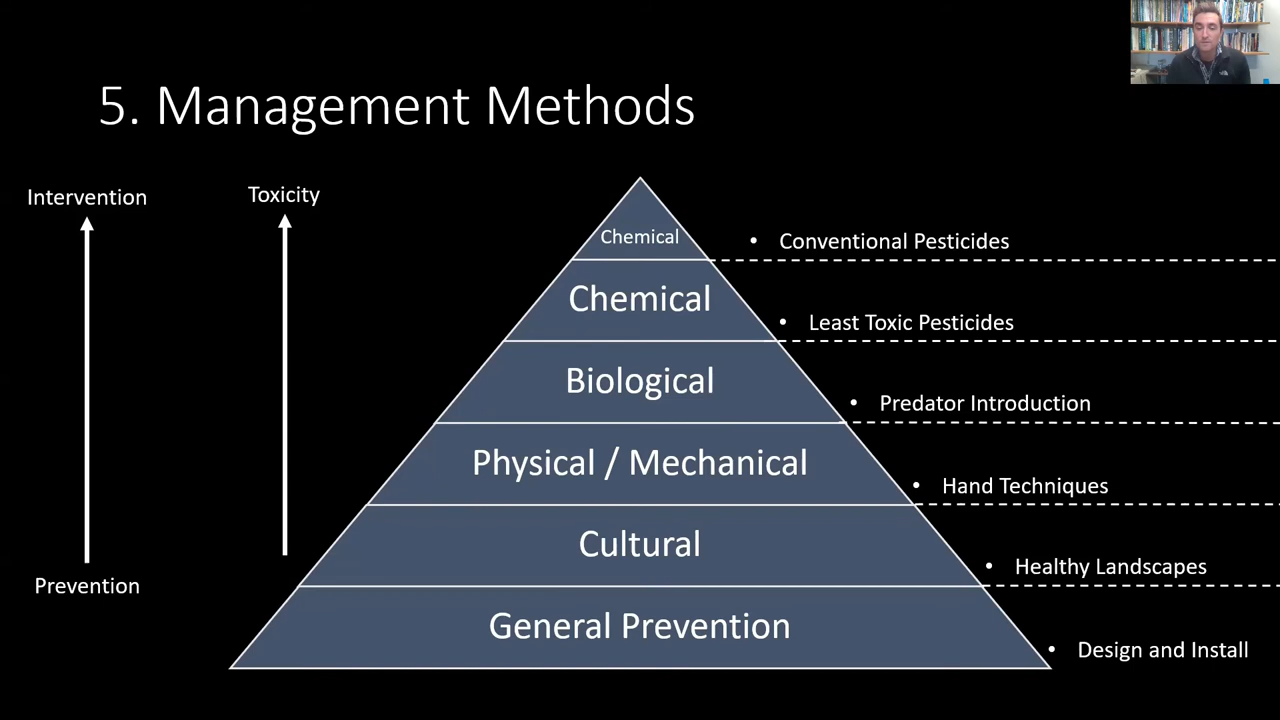 5. Management Methods
Intervention
Toxicity
Prevention
Chemical
• Conventional Pesticides
Chemical
• Least Toxic Pesticides
Biological
• Predator Introduction
Physical / Mechanical
• Hand Techniques
Cultural
• Healthy Landscapes
General Prevention
• Design and Install